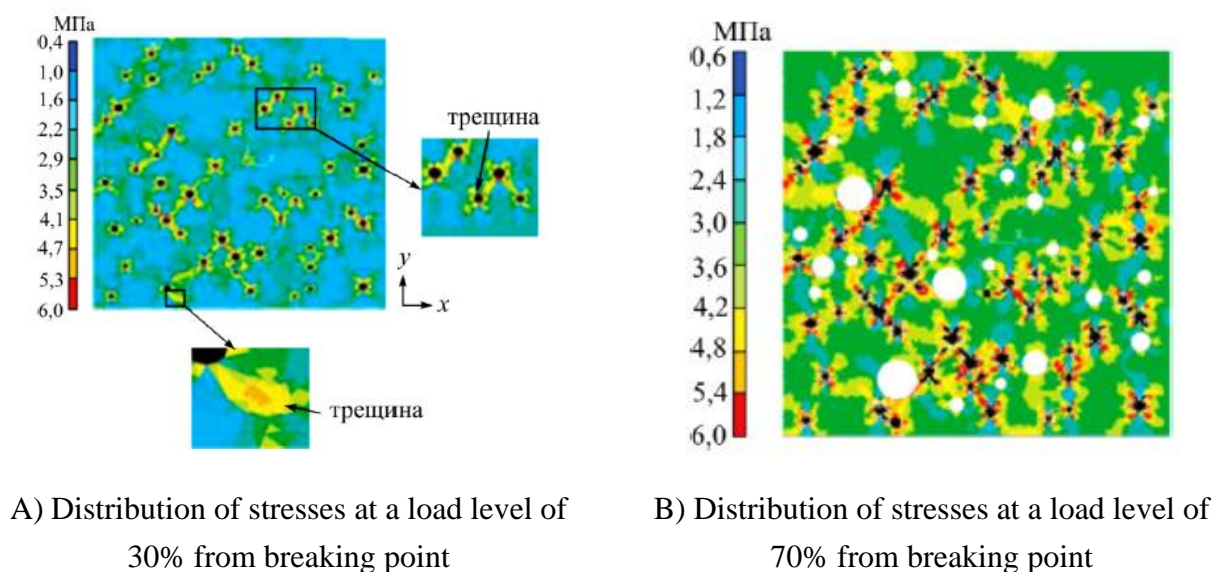 МПа
0,4
1,0
1,6
2,2
2,9
3,5
4,1
4,7
5,3
6,0
трещина
y
x
трещина
МПа
0,6
1,2
1,8
2,4
3,0
3,6
4,2
4,8
5,4
6,0
A) Distribution of stresses at a load level of
30% from breaking point
B) Distribution of stresses at a load level of
70% from breaking point